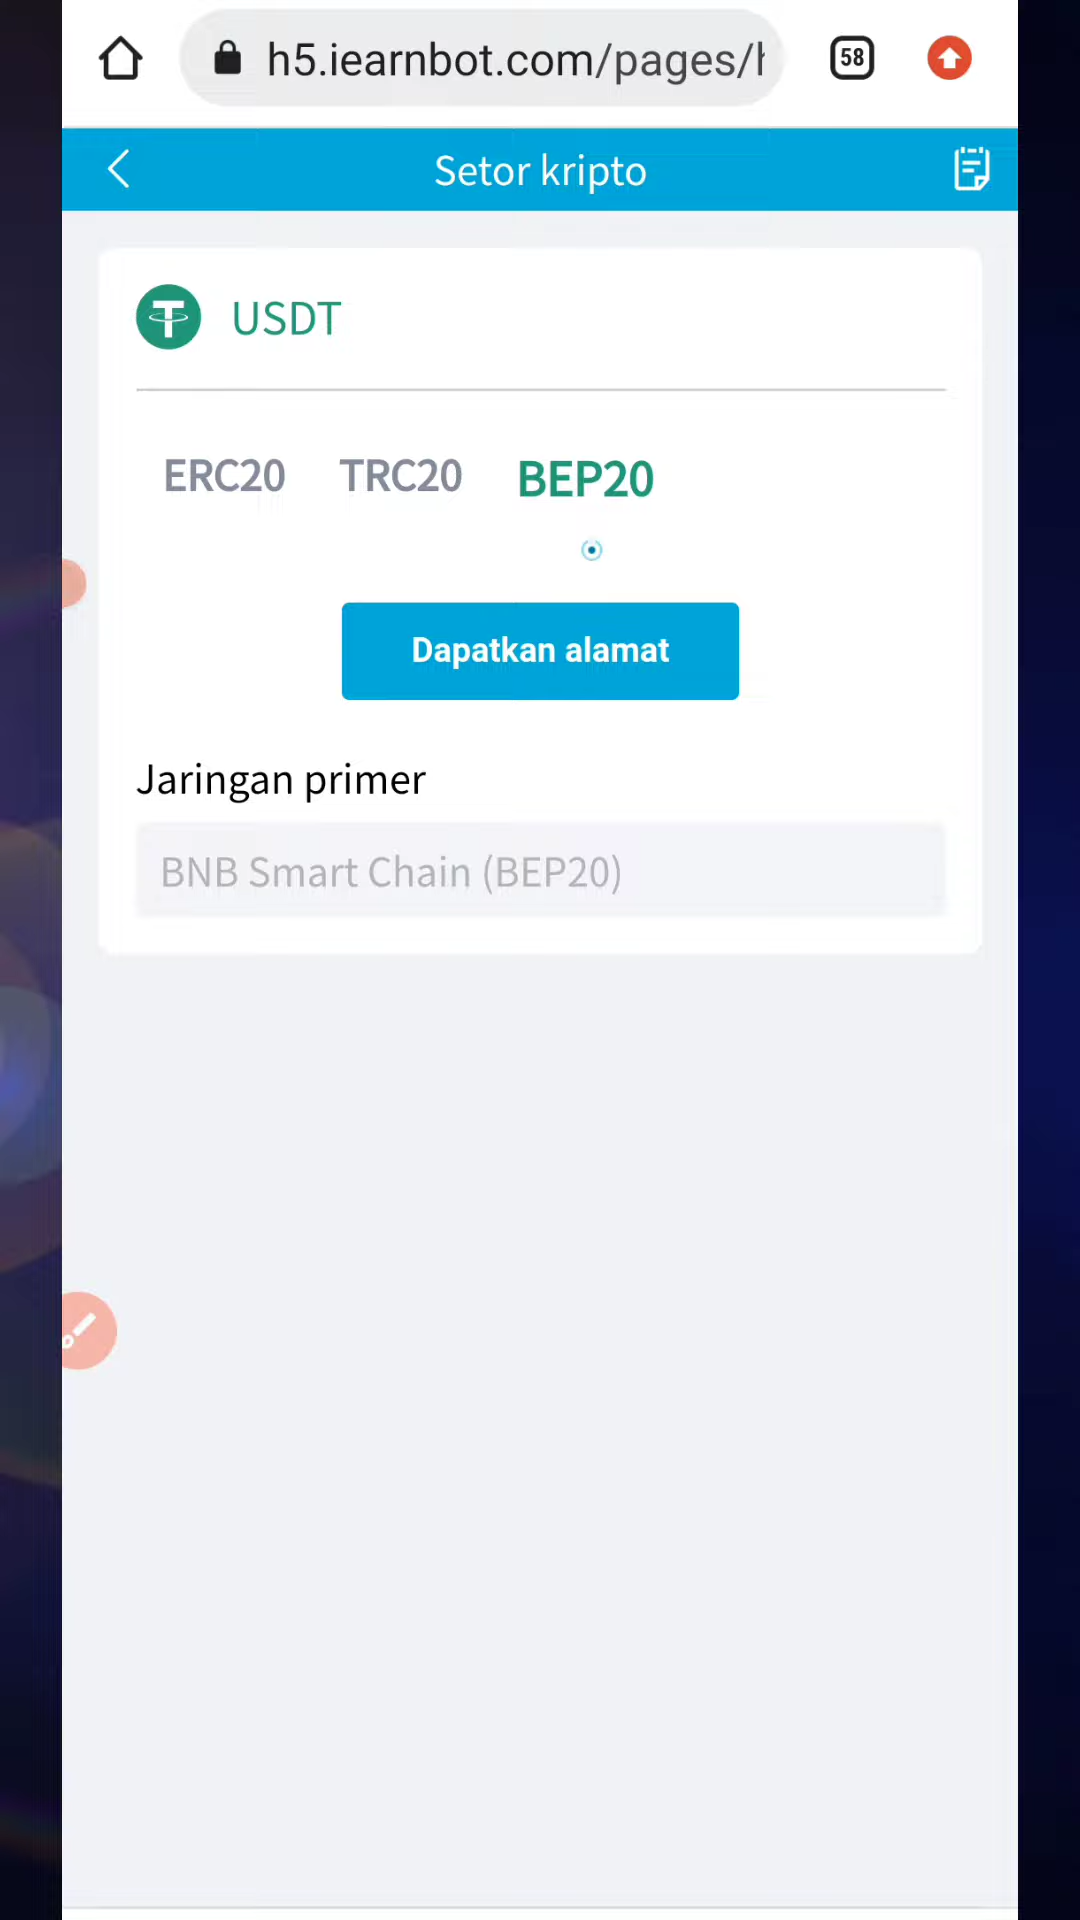 h5.iearnbot.com/pages/h
58
Setor kripto
USDT
ERC20 TRC20 BEP20
Dapatkan alamat
Jaringan primer
BNB Smart Chain (BEP20)